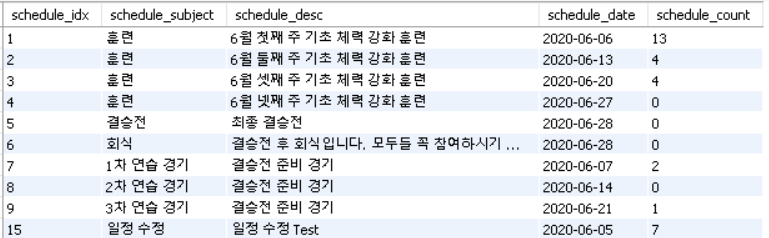 schedule_idx schedule_subject schedule_desc schedule_date schedule_count
1 훈련 6월 첫째 주 기초 체력 강화 훈련 2020-06-06 13
2 훈련 6월 둘째 주 기초 체력 강화 훈련 2020-06-13 4
3 훈련 6월 셋째 주 기초 체력 강화 훈련 2020-06-20 4
4 훈련 6월 넷째 주 기초 체력 강화 훈련 2020-06-27 0
5 결승전 최종 결승전 2020-06-28 0
6 회식 결승전 후 회식입니다. 모두들 꼭 참여하시기 ... 2020-06-28 0
7 1차 연습 경기 결승전 준비 경기 2020-06-07 2
8 2차 연습 경기 결승전 준비 경기 2020-06-14 0
9 3차 연습 경기 결승전 준비 경기 2020-06-21 1
15 일정 수정 일정 수정 Test 2020-06-05 7